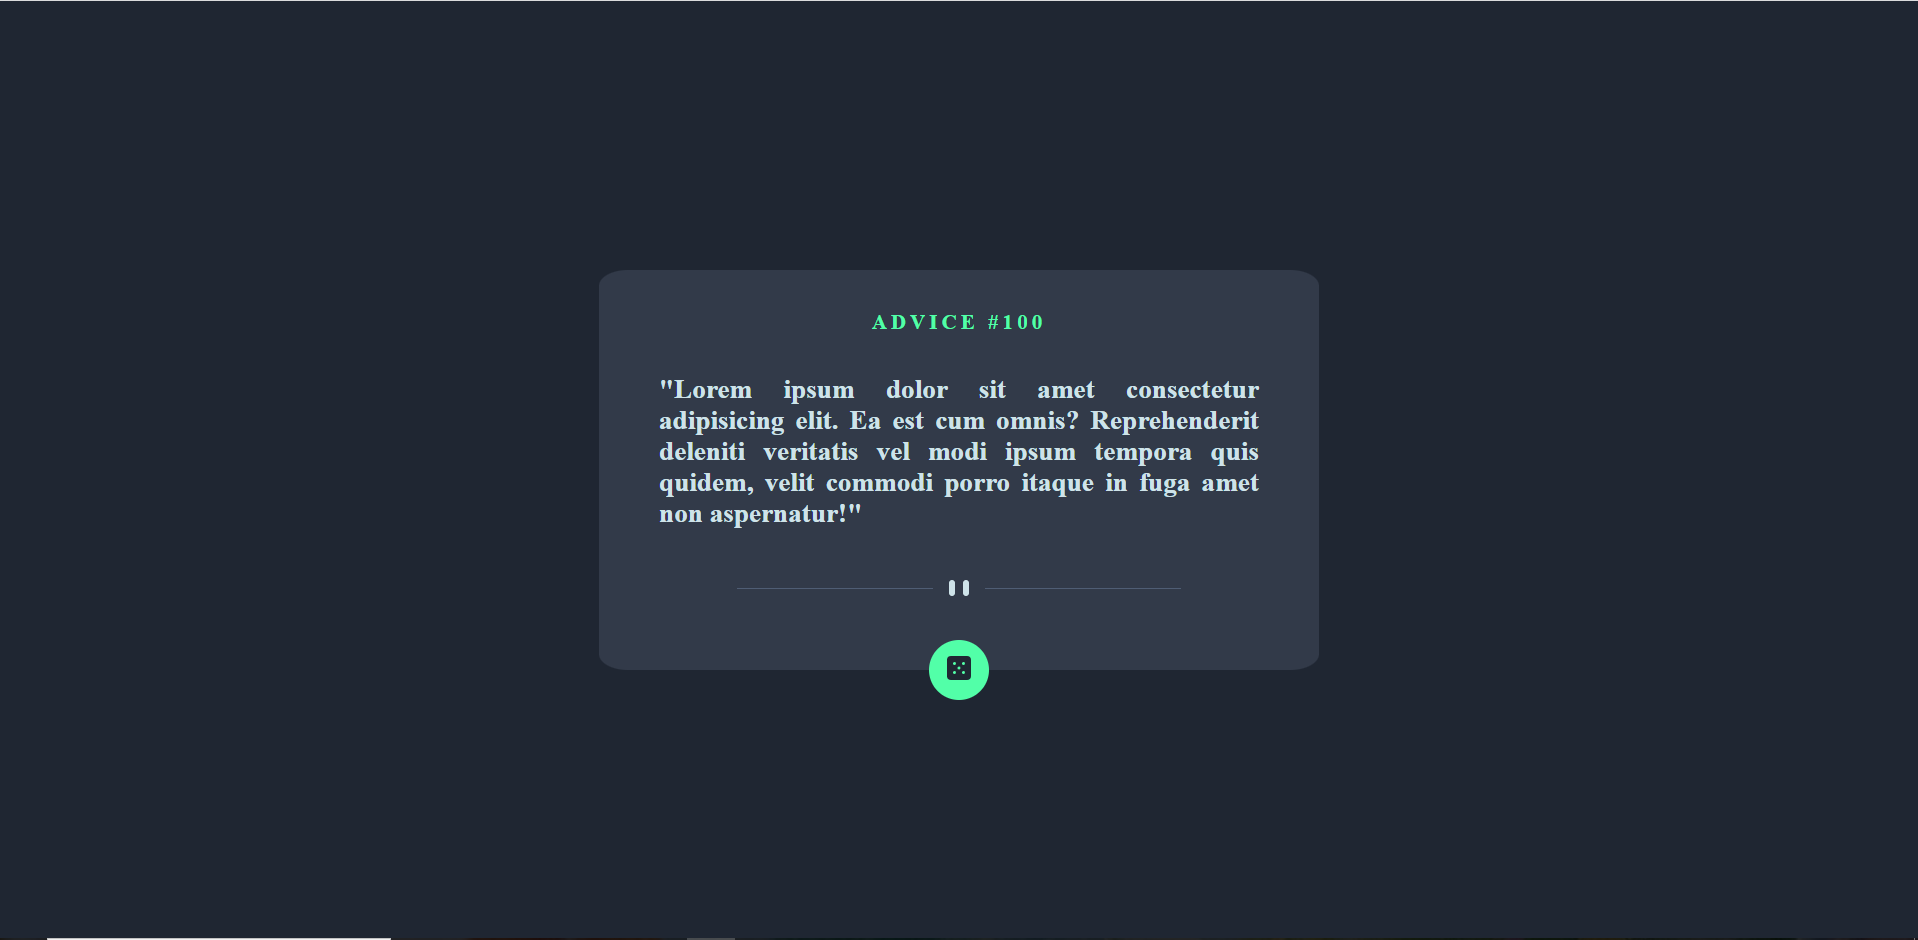 ADVICE #100
"Lorem ipsum dolor sit amet consectetur
adipisicing elit. Ea est cum omnis? Reprehenderit
deleniti veritatis vel modi ipsum tempora quis
quidem, velit commodi porro itaque in fuga amet
non aspernatur!"